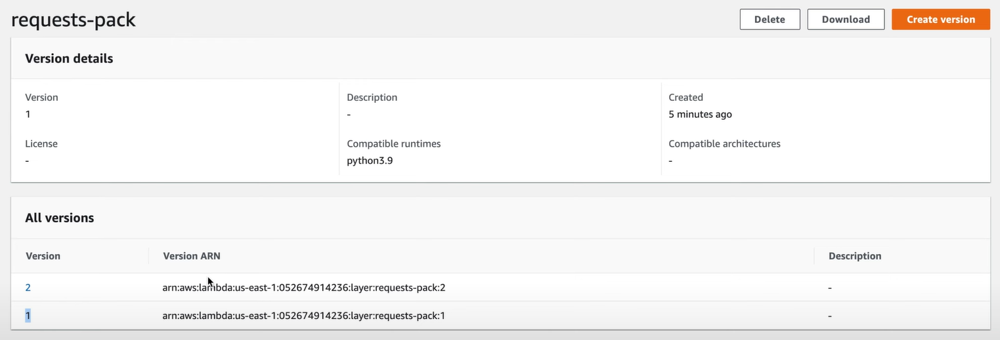 requests-pack
Delete
Download
Create version
Version details
Version
Description
Created
1
-
5 minutes ago
License
Compatible runtimes
Compatible architectures
-
python3.9
-
All versions
Version
Version ARN
Description
2
arn:aws:lambda:us-east-1:052674914236:layer:requests-pack:2
-
1
arn:aws:lambda:us-east-1:052674914236:layer:requests-pack:1
-